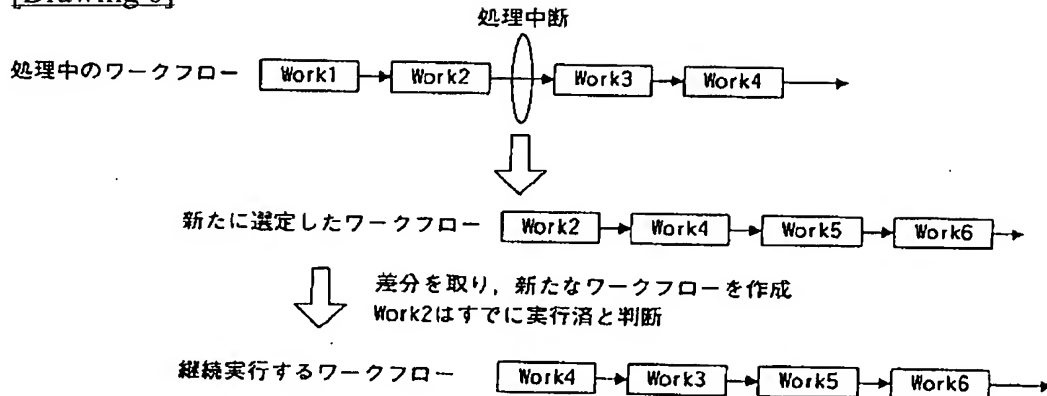 処理中断
処理中のワークフロー Work1 Work2 Work3 Work4
新たに選定したワークフロー Work2 Work4 Work5 Work6
差分を取り,新たなワークフローを作成
Work2はすでに実行済と判断
継続実行するワークフロー Work4 Work3 Work5 Work6